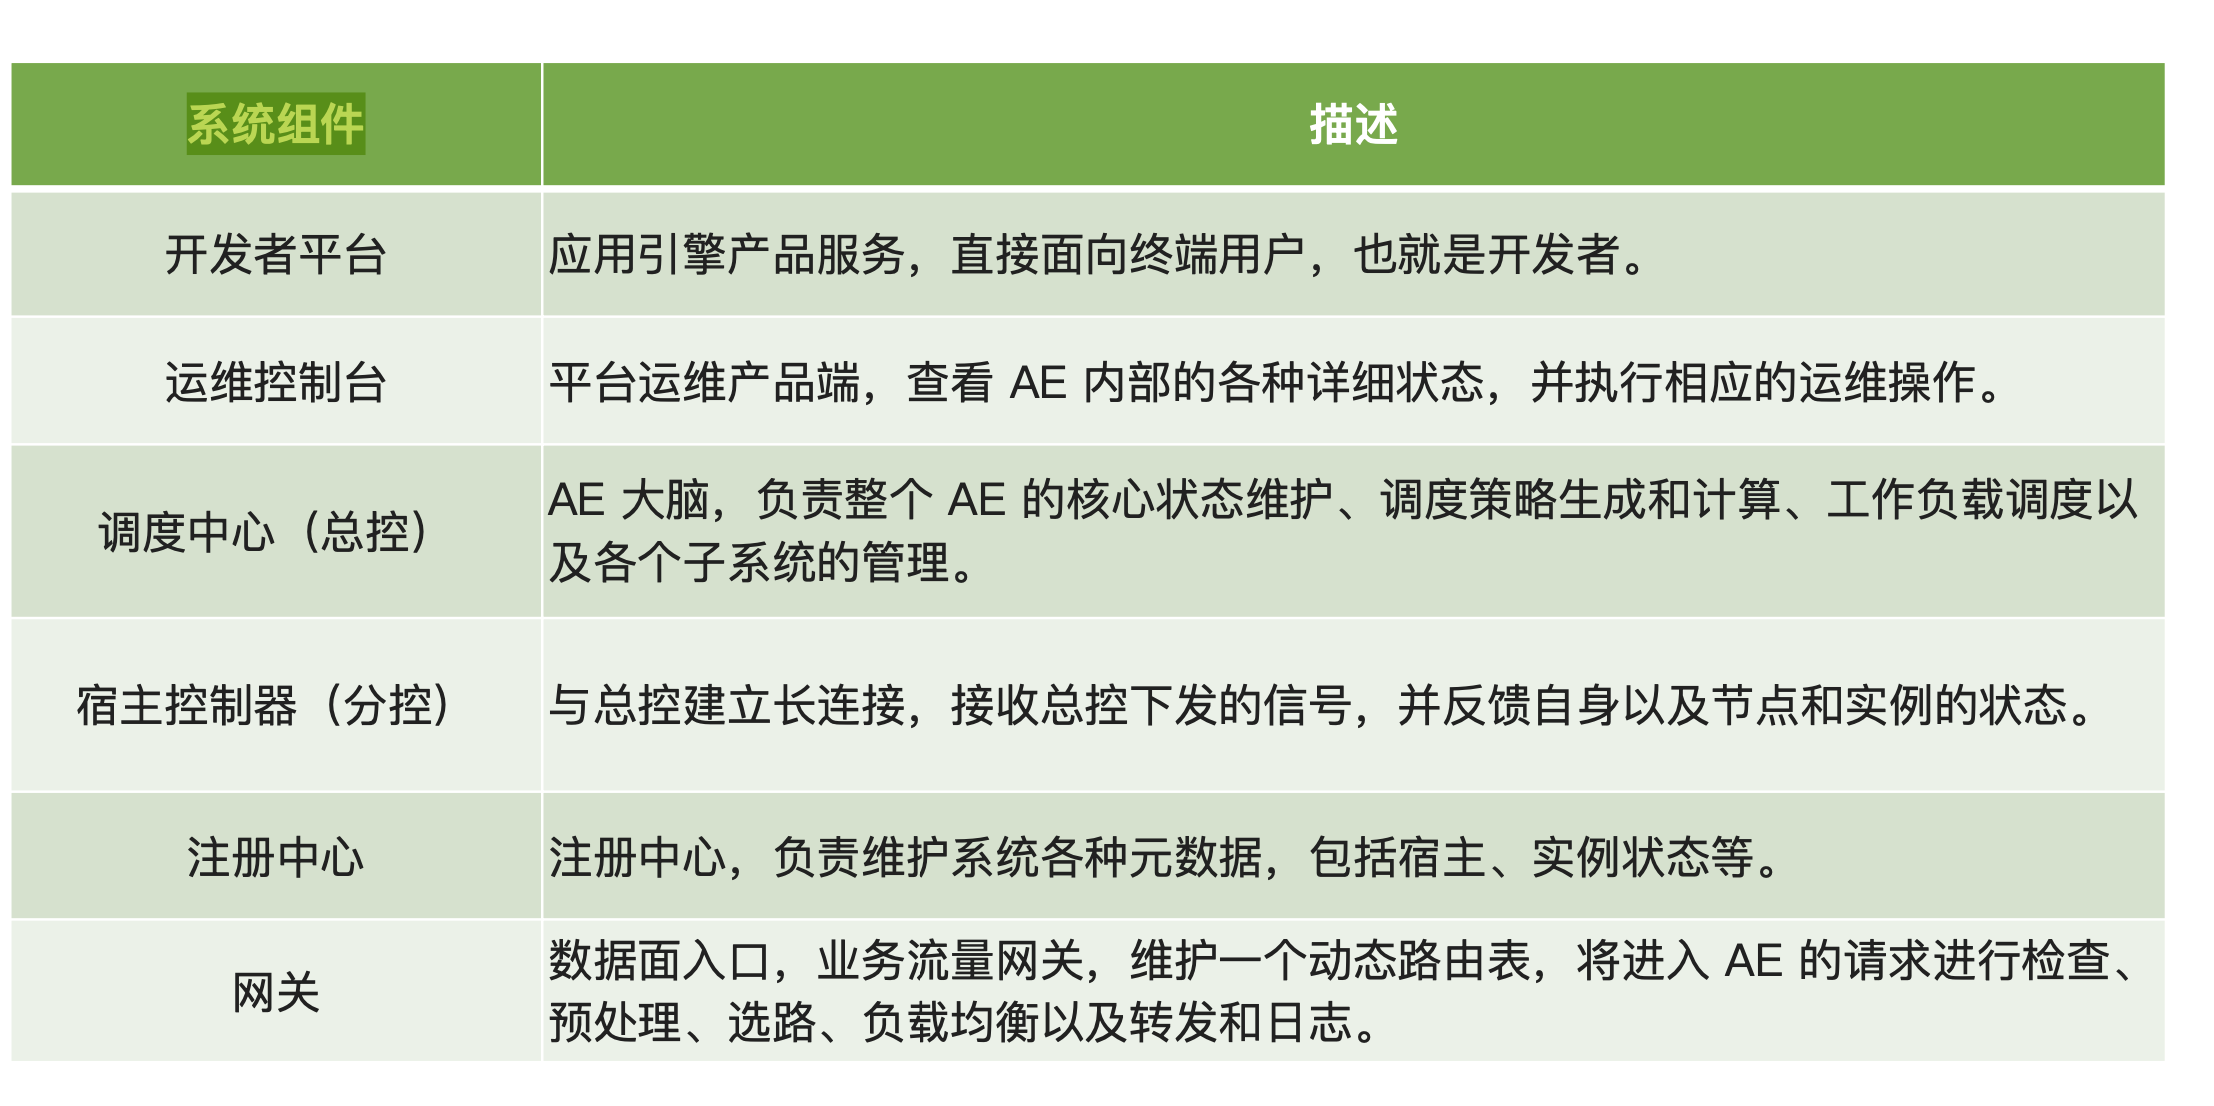 系统组件
描述
开发者平台
应用引擎产品服务，直接面向终端用户，也就是开发者。
运维控制台
平台运维产品端，查看 AE 内部的各种详细状态，并执行相应的运维操作。
调度中心（总控）
AE 大脑，负责整个 AE 的核心状态维护、调度策略生成和计算、工作负载调度以
及各个子系统的管理。
宿主控制器（分控）
与总控建立长连接，接收总控下发的信号，并反馈自身以及节点和实例的状态。
注册中心
注册中心，负责维护系统各种元数据，包括宿主、实例状态等。
网关
数据面入口，业务流量网关，维护一个动态路由表，将进入 AE 的请求进行检查、
预处理、选路、负载均衡以及转发和日志。